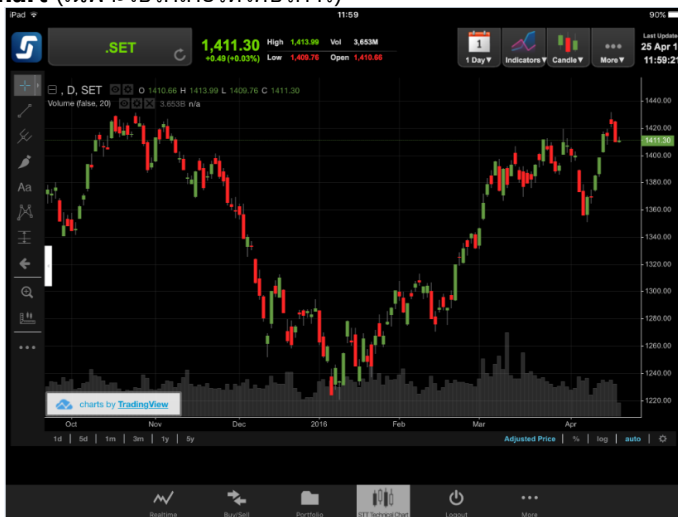 iPad 11:59 90%
.SET
1,411.30
+0.49 (+0.03%)
High 1,413.99 Vol 3,653M
Low 1,409.76 Open 1,410.66
1
1 Day▼ Indicators▼ Candle▼ More▼
Last Update
25 Apr 1
11:59:21
, D, SET O 1410.66 H 1413.99 L 1409.76 C 1411.30
Volume (false, 20) 3.653B n/a
Aa
1440.00
1420.00
1411.30
1400.00
1380.00
1360.00
1340.00
1320.00
1300.00
1280.00
1260.00
1240.00
1220.00
charts by TradingView
Oct Nov Dec 2016 Feb Mar Apr
1d 5d 1m 3m 1y 5y Adjusted Price % log auto
Realtime Buy/Sell Portfolio Logout More